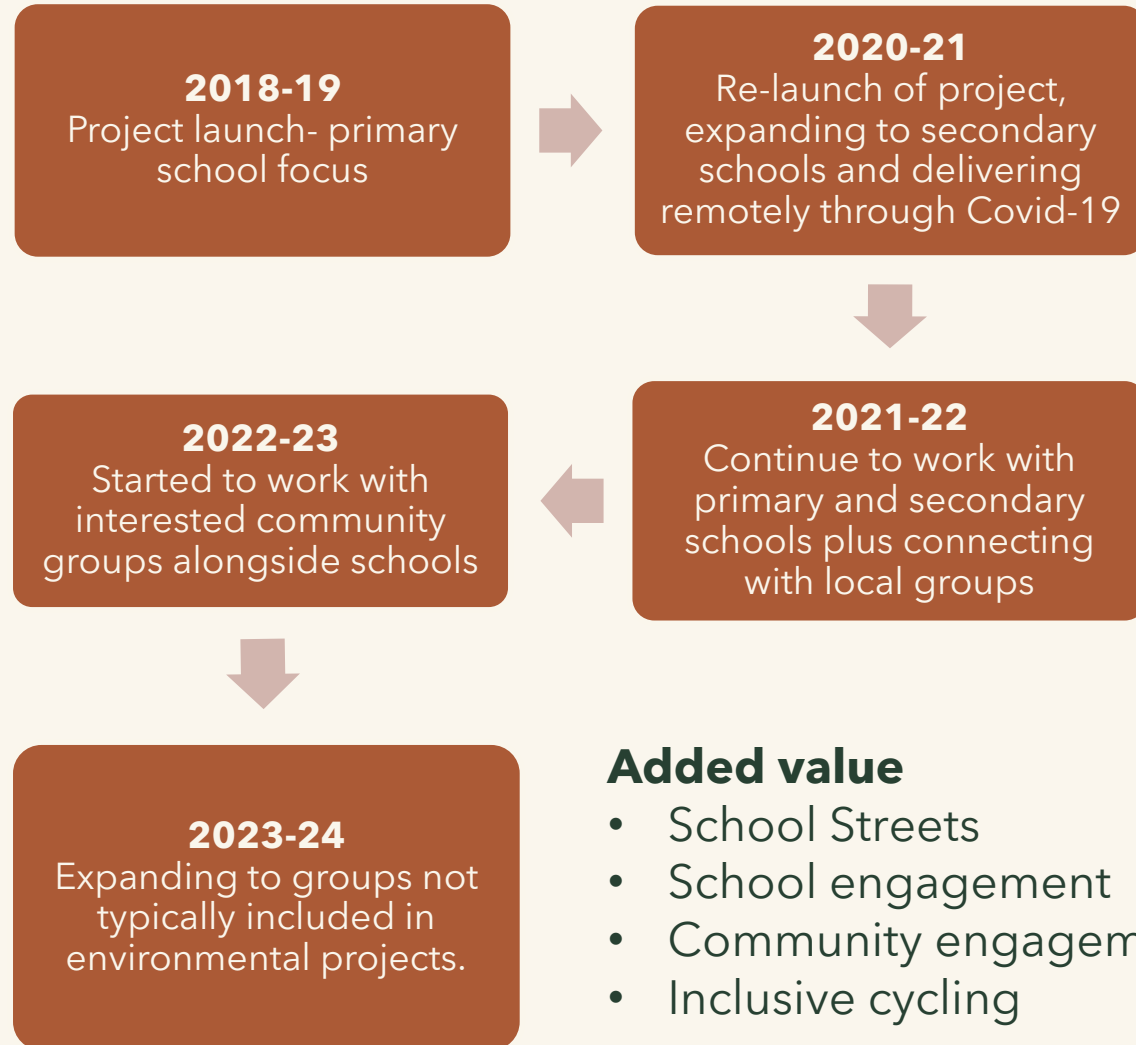 2018-19
Project launch- primary
school focus
2020-21
Re-launch of project,
expanding to secondary
schools and delivering
remotely through Covid-19
2021-22
Continue to work with
primary and secondary
schools plus connecting
with local groups
2022-23
Started to work with
interested community
groups alongside schools
2023-24
Expanding to groups not
typically included in
environmental projects.
Added value
• School Streets
• School engagement
• Community engagem
• Inclusive cycling